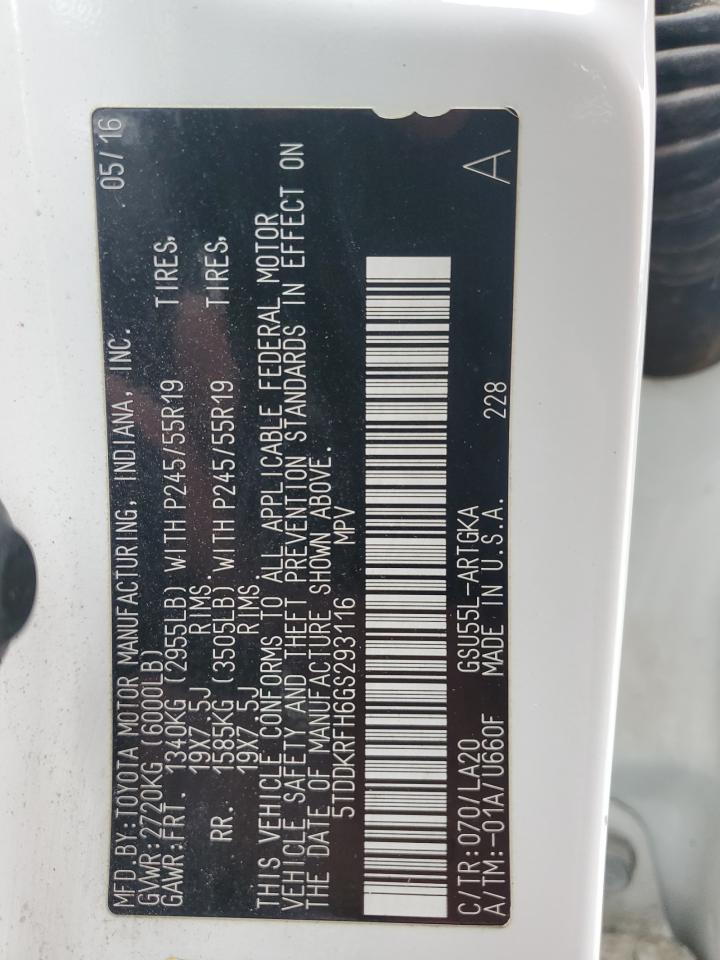 MFD.BY:TOYOTA MOTOR MANUFACTURING, INDIANA, INC. 05/16
GVWR:2720KG (6000LB)
GAWR:FRT. 1340KG (2955LB) WITH P245/55R19 TIRES,
19X7.5J RIMS.
RR. 1585KG (3505LB) WITH P245/55R19 TIRES,
19X7.5J RIMS
THIS VEHICLE CONFORMS TO ALL APPLICABLE FEDERAL MOTOR
VEHICLE SAFETY AND THEFT PREVENTION STANDARDS IN EFFECT ON
THE DATE OF MANUFACTURE SHOWN ABOVE.
5TDDKRFH6GS293116 MPV
C/TR:070/LA20 GSU55L-ARTGKA A
A/TM:-01A/U660F MADE IN U.S.A. 228